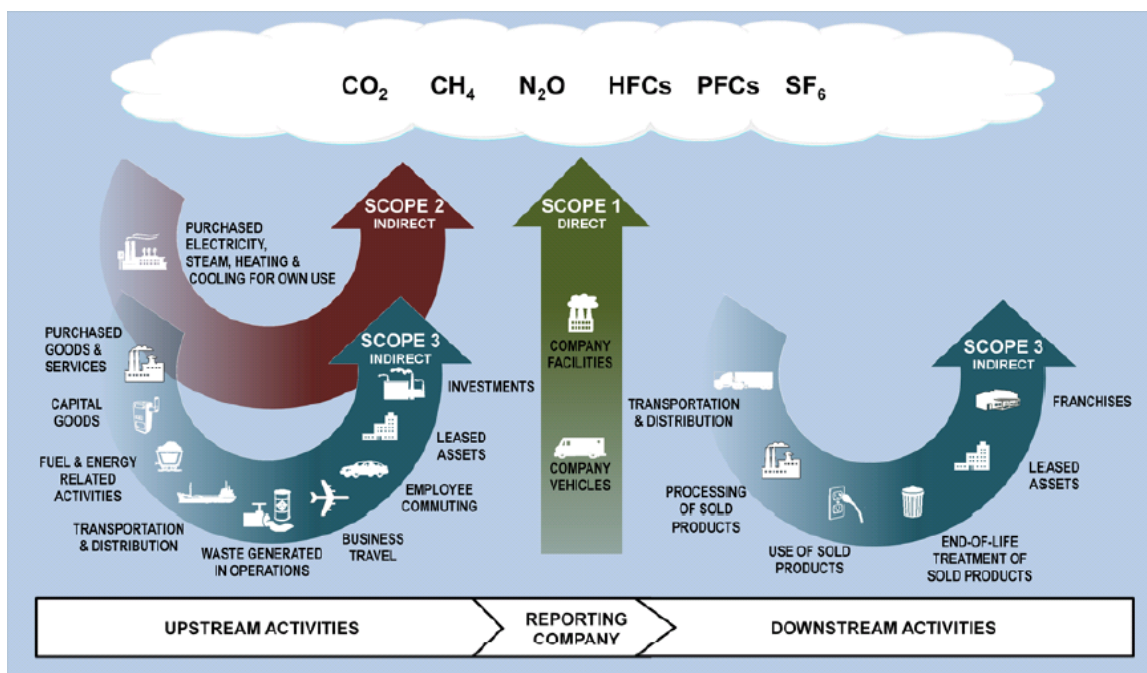 CO₂ CH₄ N₂O HFCs PFCs SF₆
SCOPE 2
INDIRECT
PURCHASED
ELECTRICITY,
STEAM, HEATING &
COOLING FOR OWN USE
SCOPE 1
DIRECT
COMPANY
FACILITIES
COMPANY
VEHICLES
SCOPE 3
INDIRECT
PURCHASED
GOODS &
SERVICES
CAPITAL
GOODS
FUEL & ENERGY
RELATED
ACTIVITIES
TRANSPORTATION
& DISTRIBUTION
WASTE GENERATED
IN OPERATIONS
BUSINESS
TRAVEL
EMPLOYEE
COMMUTING
LEASED
ASSETS
INVESTMENTS
SCOPE 3
INDIRECT
TRANSPORTATION
& DISTRIBUTION
PROCESSING
OF SOLD
PRODUCTS
USE OF SOLD
PRODUCTS
END-OF-LIFE
TREATMENT OF
SOLD PRODUCTS
LEASED
ASSETS
FRANCHISES
UPSTREAM ACTIVITIES
REPORTING
COMPANY
DOWNSTREAM ACTIVITIES